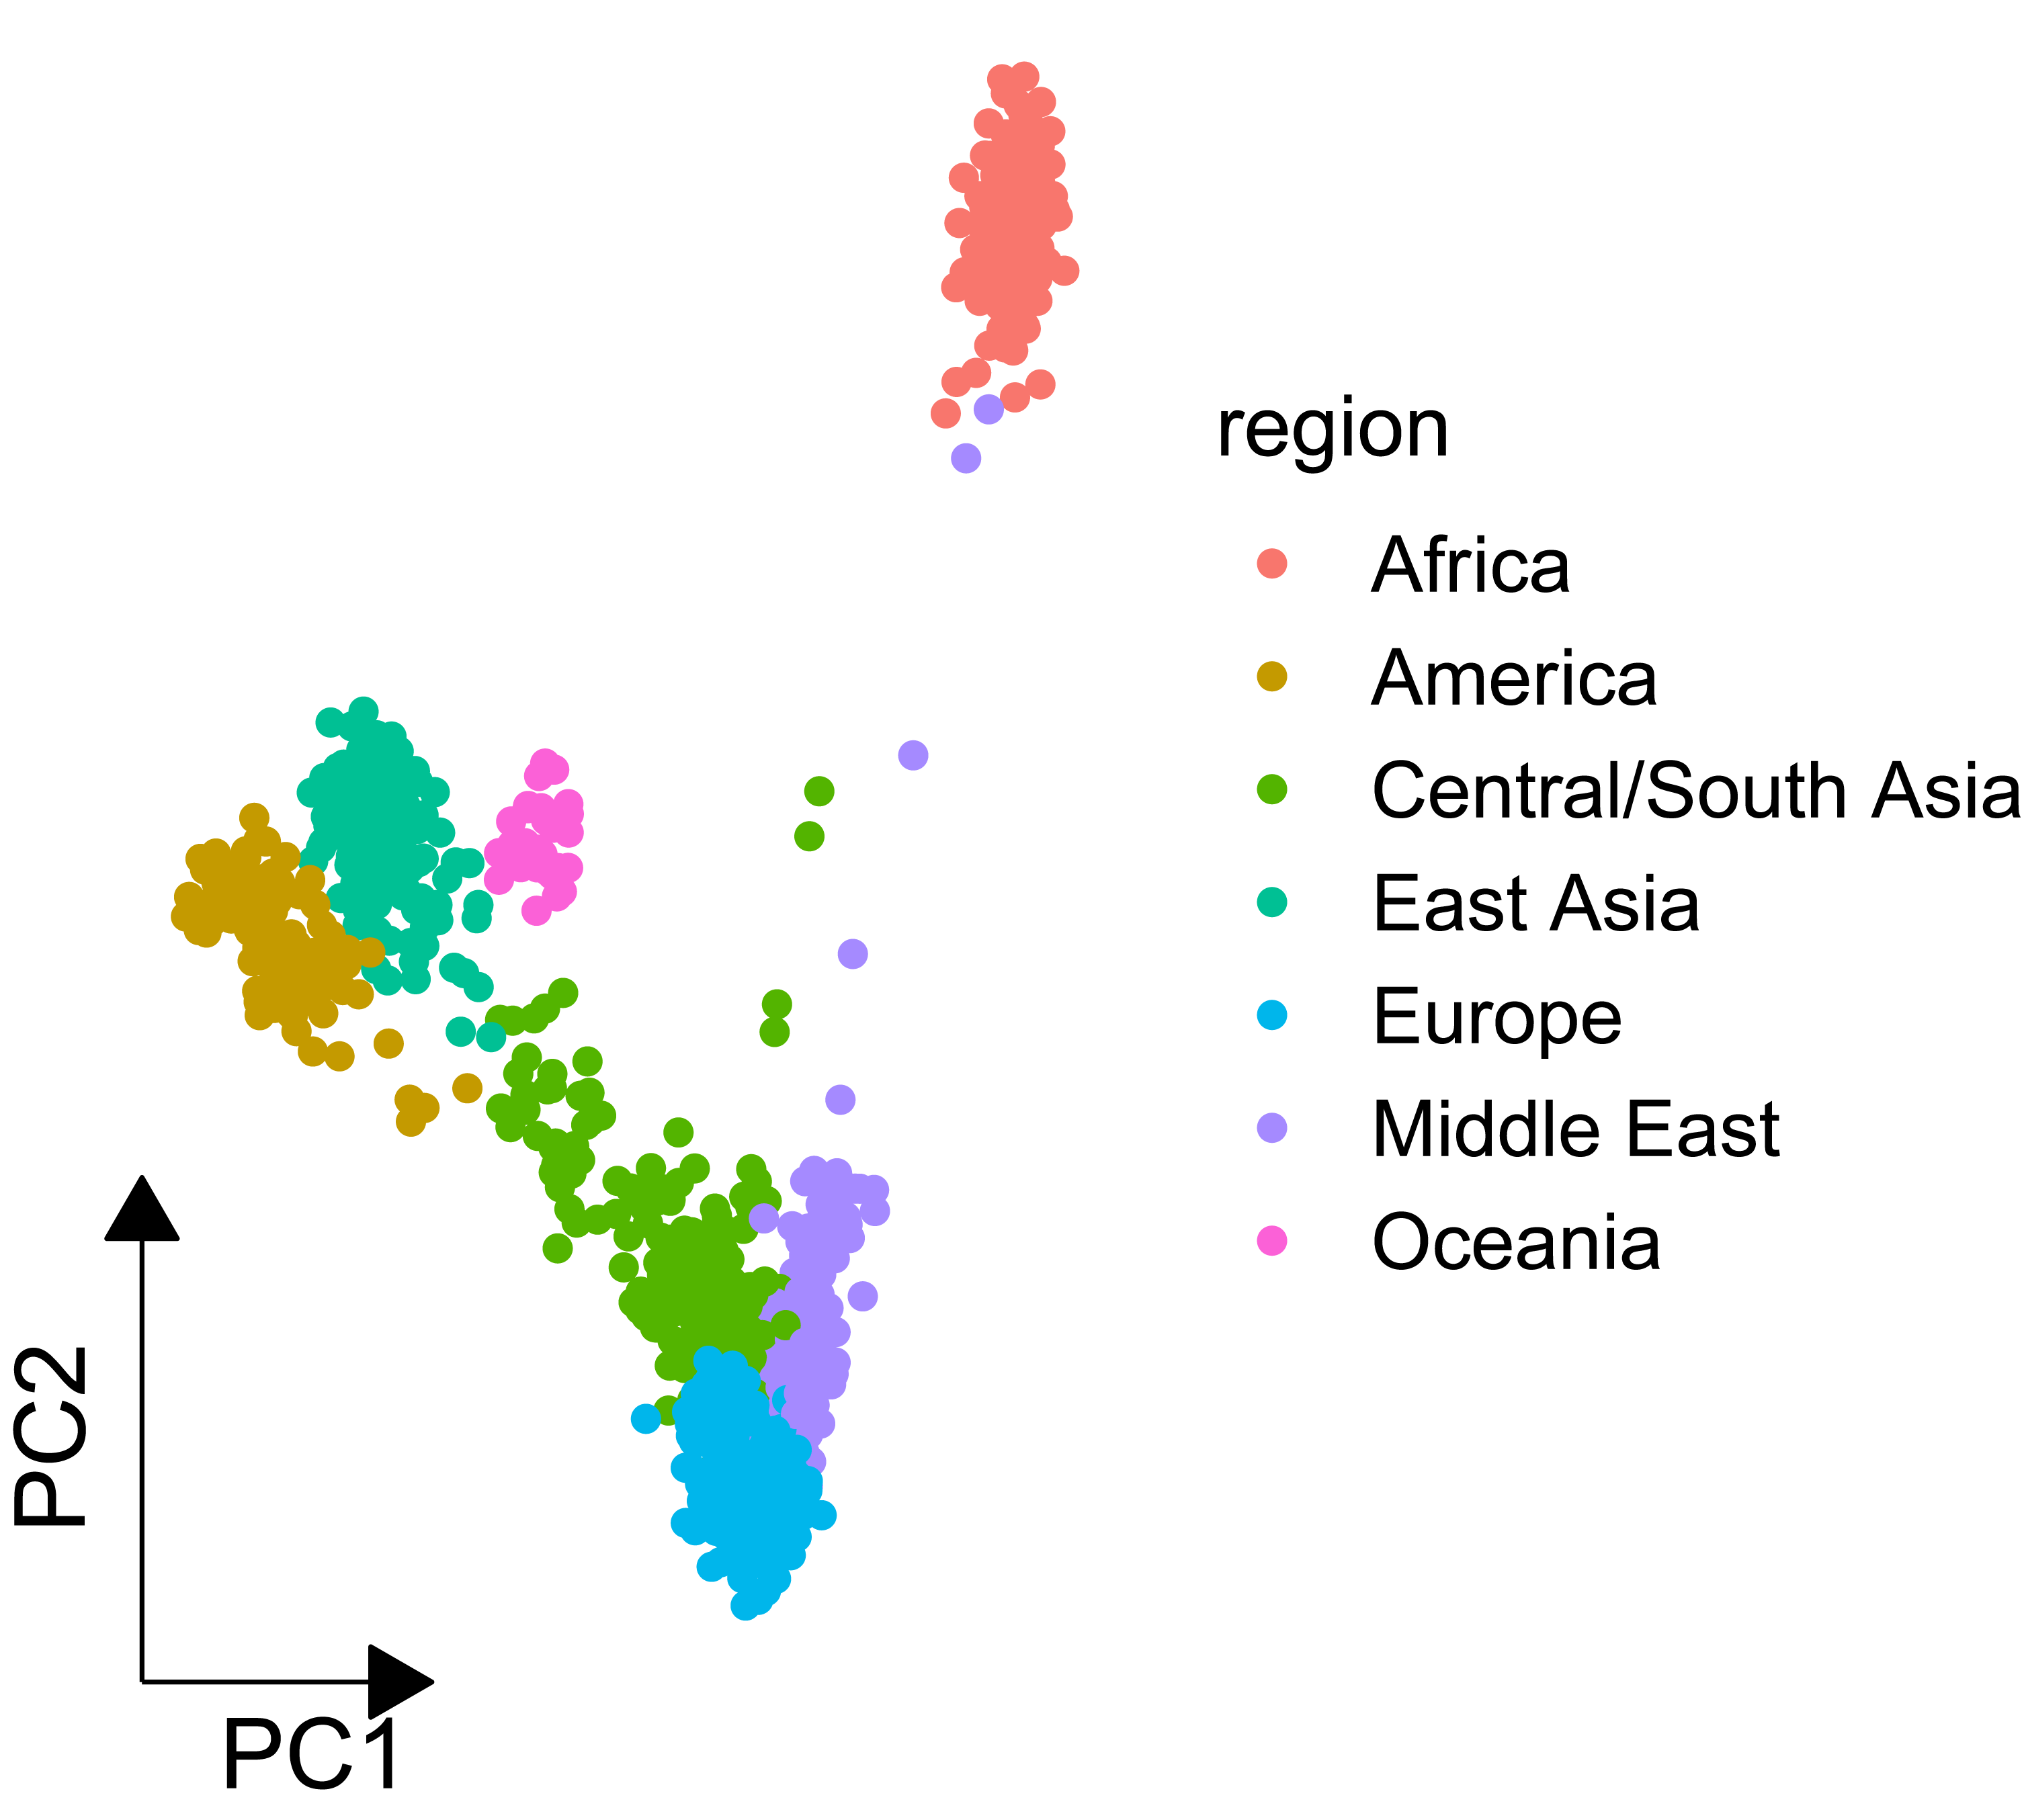 region
Africa
America
Central/South Asia
East Asia
Europe
Middle East
Oceania
PC2
PC1